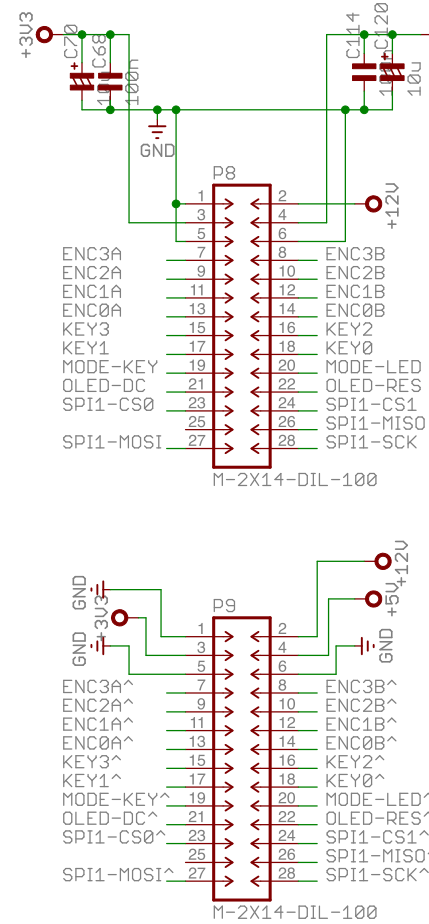 +3V3
C70
10u
C68
100n
C114
C120
10u
GND
P8
1 2
+12V
3 4
5 6
ENC3A 7 8 ENC3B
ENC2A 9 10 ENC2B
ENC1A 11 12 ENC1B
ENC0A 13 14 ENC0B
KEY3 15 16 KEY2
KEY1 17 18 KEY0
MODE-KEY 19 20 MODE-LED
OLED-DC 21 22 OLED-RES
SPI1-CS0 23 24 SPI1-CS1
25 26 SPI1-MISO
SPI1-MOSI 27 28 SPI1-SCK
M-2X14-DIL-100
+12V
+5V
GND
+3V3
GND
GND
P9
1 2
3 4
5 6
ENC3A^ 7 8 ENC3B^
ENC2A^ 9 10 ENC2B^
ENC1A^ 11 12 ENC1B^
ENC0A^ 13 14 ENC0B^
KEY3^ 15 16 KEY2^
KEY1^ 17 18 KEY0^
MODE-KEY^ 19 20 MODE-LED^
OLED-DC^ 21 22 OLED-RES^
SPI1-CS0^ 23 24 SPI1-CS1^
25 26 SPI1-MISO^
SPI1-MOSI^ 27 28 SPI1-SCK^
M-2X14-DIL-100